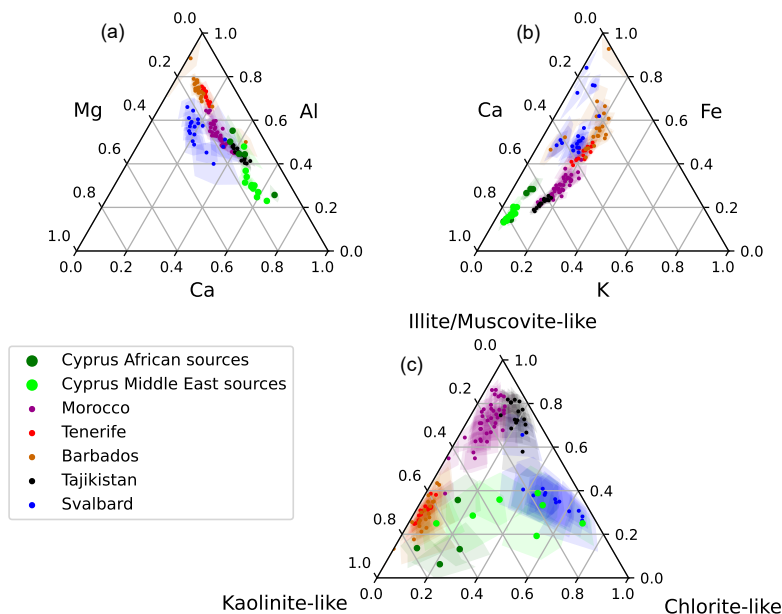 (a)
0.0
1.0
0.2
0.8
Mg
Al
0.4
0.6
0.6
0.4
0.8
0.2
1.0
0.0
0.0 0.2 0.4 0.6 0.8 1.0
Ca
(b)
0.0
1.0
0.2
0.8
Ca
Fe
0.4
0.6
0.6
0.4
0.8
0.2
1.0
0.0
0.0 0.2 0.4 0.6 0.8 1.0
K
Cyprus African sources
Cyprus Middle East sources
Morocco
Tenerife
Barbados
Tajikistan
Svalbard
Illite/Muscovite-like
(c)
0.0
1.0
0.2
0.8
0.4
0.6
0.6
0.4
0.8
0.2
1.0
0.0
0.0 0.2 0.4 0.6 0.8 1.0
Kaolinite-like
Chlorite-like